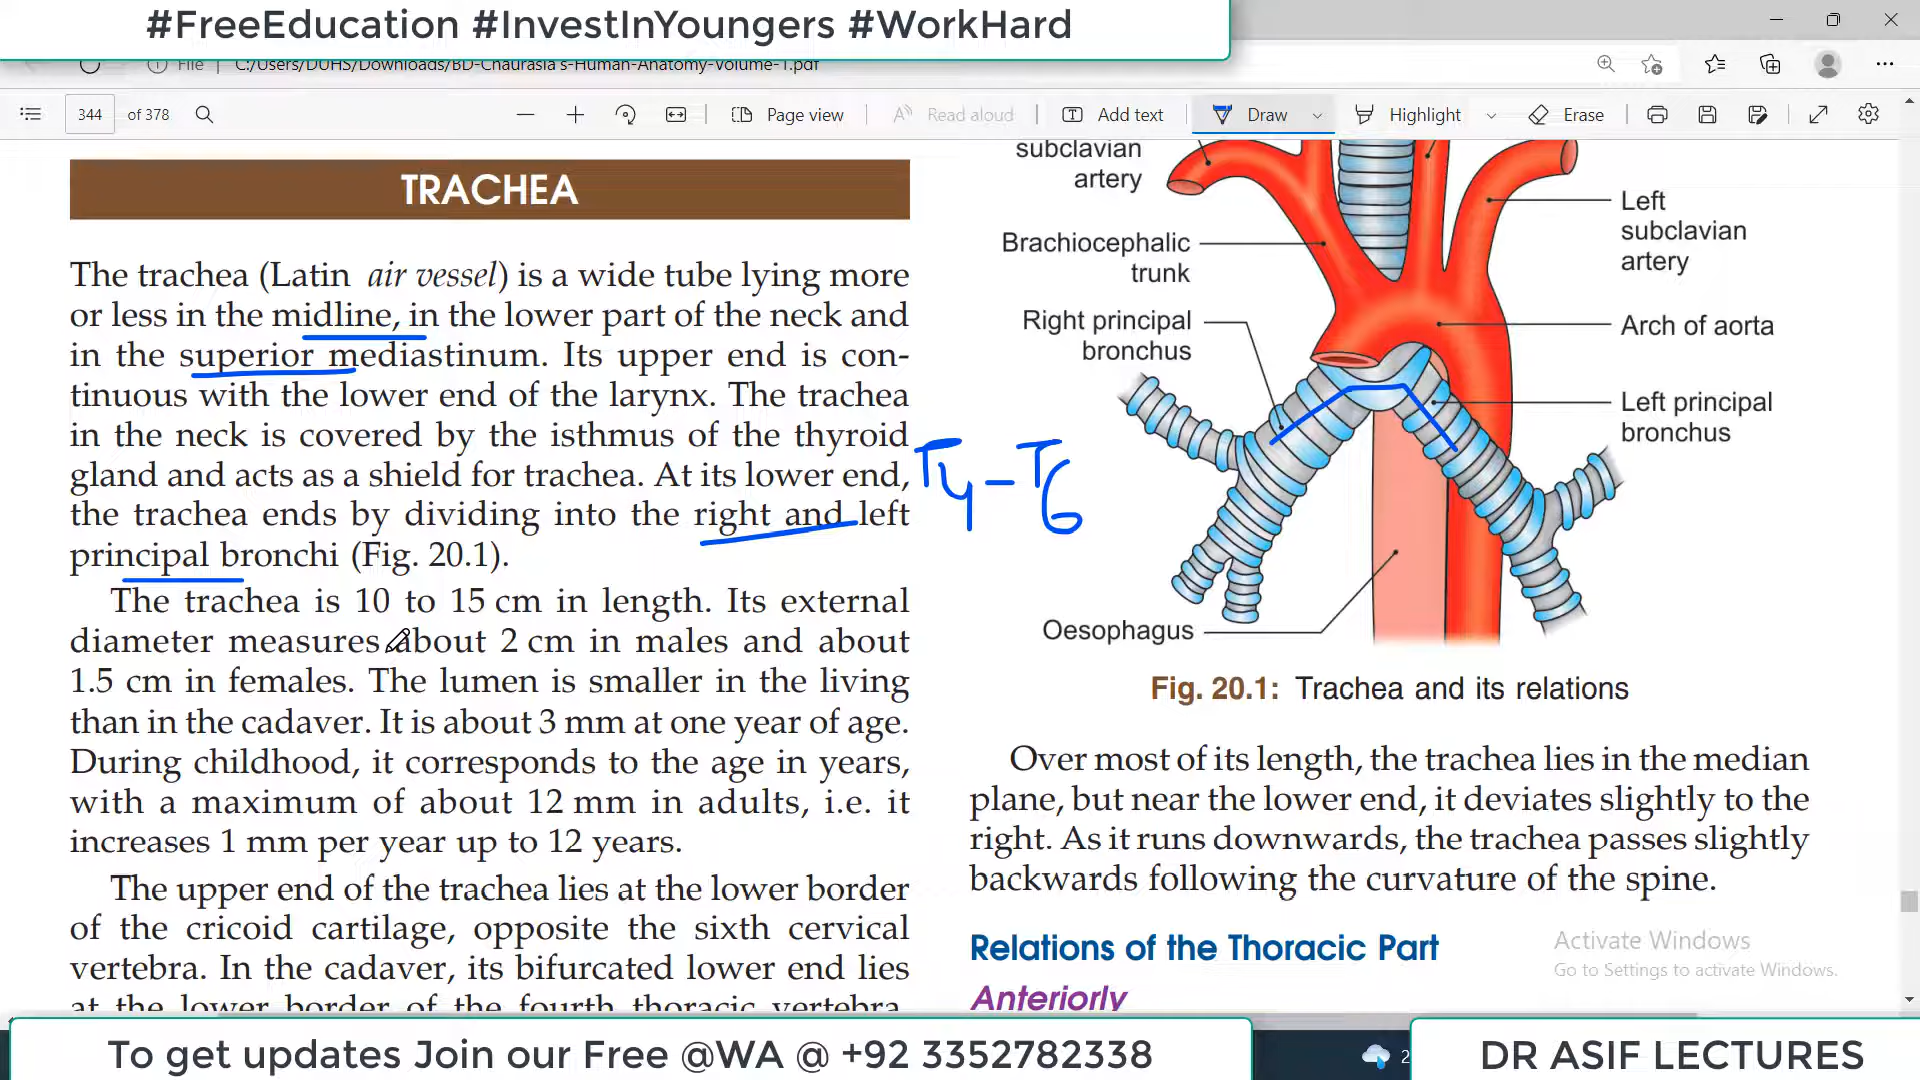 #FreeEducation #InvestInYoungers #WorkHard
File
C:/Users/DUHS/Downloads/BD-Chaurasia s-Human-Anatomy-Volume-1.pdf
344 of 378
Page view
Read aloud
Add text
Draw
Highlight
Erase
TRACHEA
The trachea (Latin air vessel) is a wide tube lying more
or less in the midline, in the lower part of the neck and
in the superior mediastinum. Its upper end is con-
tinuous with the lower end of the larynx. The trachea
in the neck is covered by the isthmus of the thyroid
gland and acts as a shield for trachea. At its lower end,
the trachea ends by dividing into the right and left
principal bronchi (Fig. 20.1).
The trachea is 10 to 15 cm in length. Its external
diameter measures about 2 cm in males and about
1.5 cm in females. The lumen is smaller in the living
than in the cadaver. It is about 3 mm at one year of age.
During childhood, it corresponds to the age in years,
with a maximum of about 12 mm in adults, i.e. it
increases 1 mm per year up to 12 years.
The upper end of the trachea lies at the lower border
of the cricoid cartilage, opposite the sixth cervical
vertebra. In the cadaver, its bifurcated lower end lies
at the lower border of the fourth thoracic vertebra,
T4-T6
subclavian
artery
Brachiocephalic
trunk
Right principal
bronchus
Oesophagus
Left
subclavian
artery
Arch of aorta
Left principal
bronchus
Fig. 20.1: Trachea and its relations
Over most of its length, the trachea lies in the median
plane, but near the lower end, it deviates slightly to the
right. As it runs downwards, the trachea passes slightly
backwards following the curvature of the spine.
Relations of the Thoracic Part
Anteriorly
Activate Windows
Go to Settings to activate Windows.
To get updates Join our Free @WA @ +92 3352782338
2
DR ASIF LECTURES